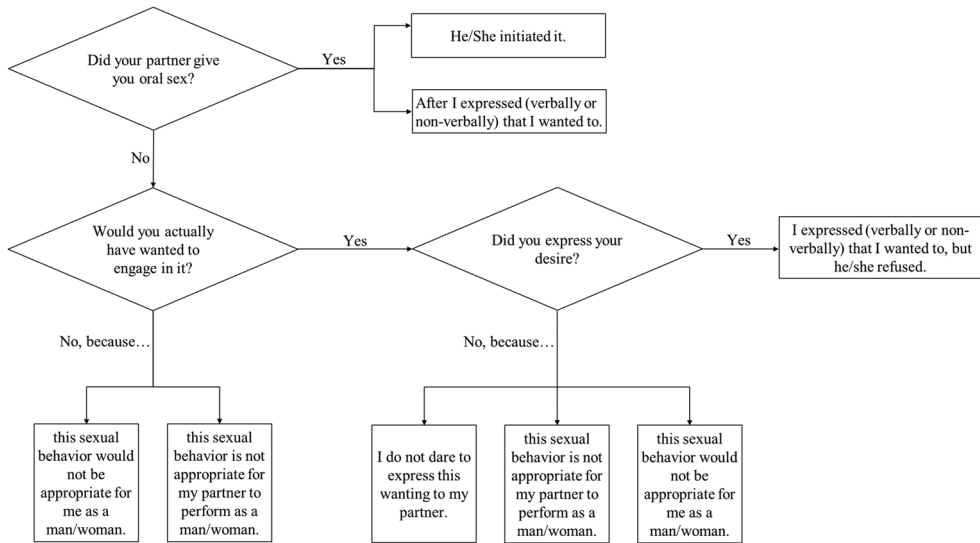 He/She initiated it.
Did your partner give
you oral sex?
Yes
After I expressed (verbally or
non-verbally) that I wanted to.
No
Would you actually
have wanted to
engage in it?
Yes
Did you express your
desire?
Yes
I expressed (verbally or non-
verbally) that I wanted to, but
he/she refused.
No, because…
No, because…
this sexual
behavior would
not be
appropriate for
me as a
man/woman.
this sexual
behavior is not
appropriate for
my partner to
perform as a
man/woman.
I do not dare to
express this
wanting to my
partner.
this sexual
behavior is not
appropriate for
my partner to
perform as a
man/woman.
this sexual
behavior would
not be
appropriate for
me as a
man/woman.